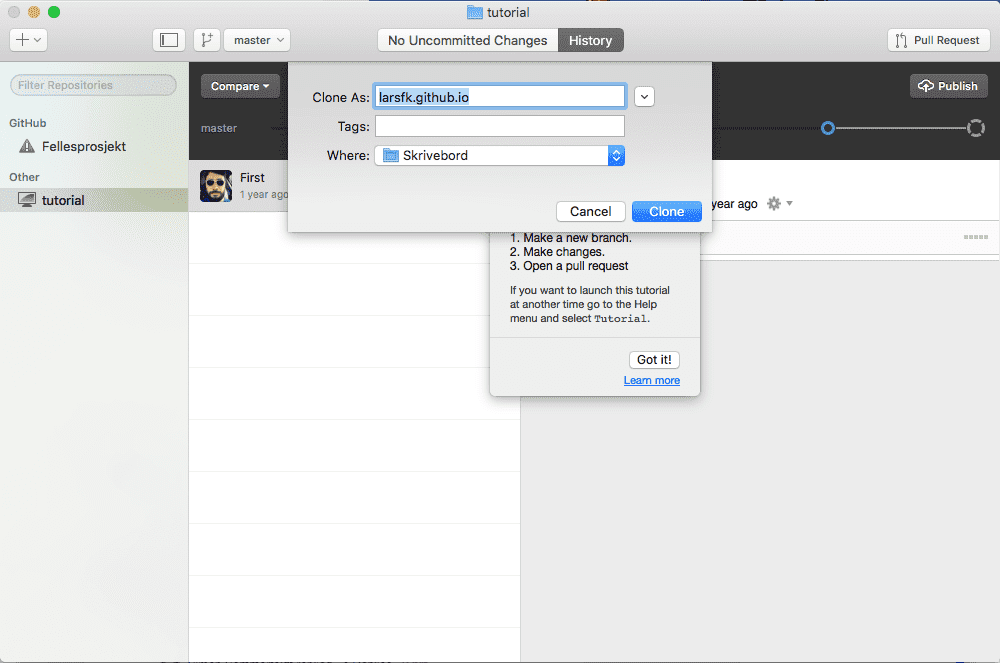 tutorial
master
No Uncommitted Changes
History
Pull Request
Filter Repositories
GitHub
Fellesprosjekt
Other
tutorial
Compare
Publish
master
First
1 year ago
Clone As: larsfk.github.io
Tags:
Where: Skrivebord
Cancel
Clone
year ago
1. Make a new branch.
2. Make changes.
3. Open a pull request
If you want to launch this tutorial
at another time go to the Help
menu and select Tutorial.
Got it!
Learn more